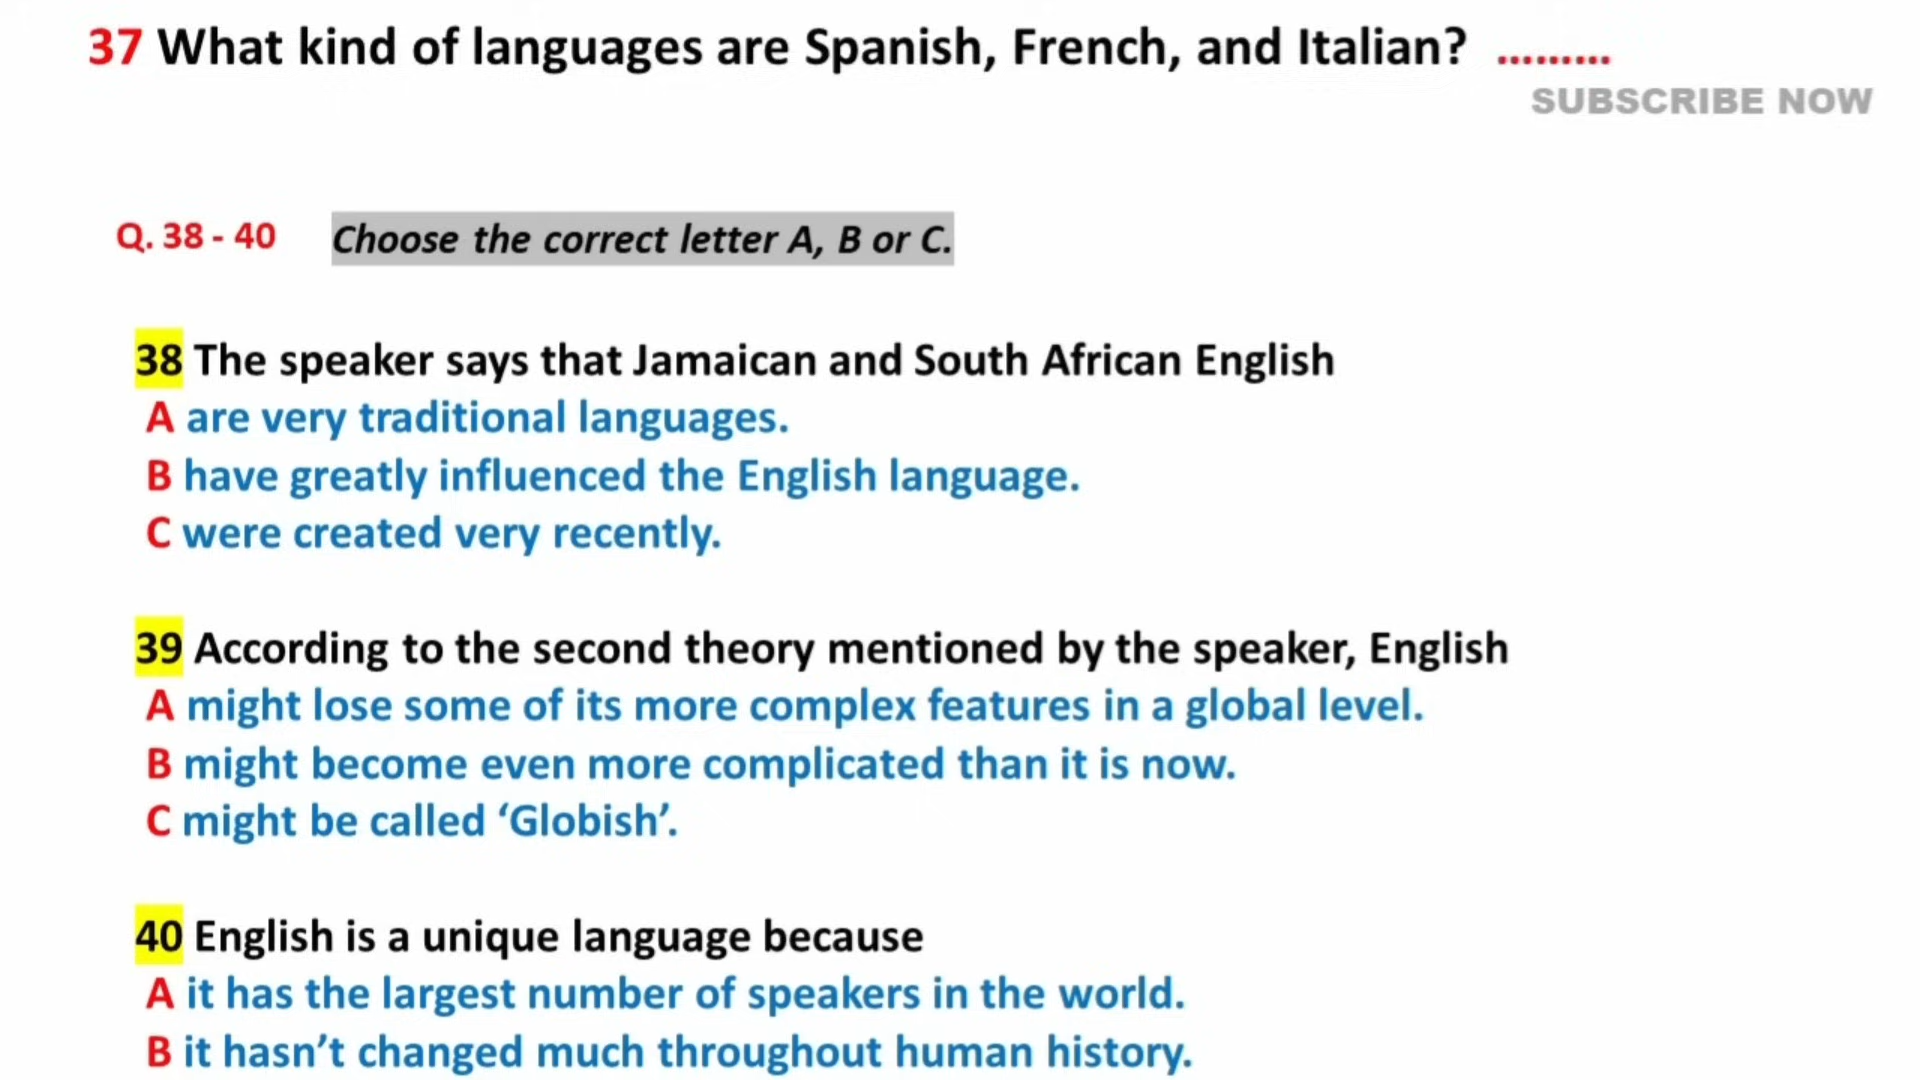 37 What kind of languages are Spanish, French, and Italian? .........
SUBSCRIBE NOW
Q. 38 - 40 Choose the correct letter A, B or C.
38 The speaker says that Jamaican and South African English
A are very traditional languages.
B have greatly influenced the English language.
C were created very recently.
39 According to the second theory mentioned by the speaker, English
A might lose some of its more complex features in a global level.
B might become even more complicated than it is now.
C might be called ‘Globish’.
40 English is a unique language because
A it has the largest number of speakers in the world.
B it hasn’t changed much throughout human history.